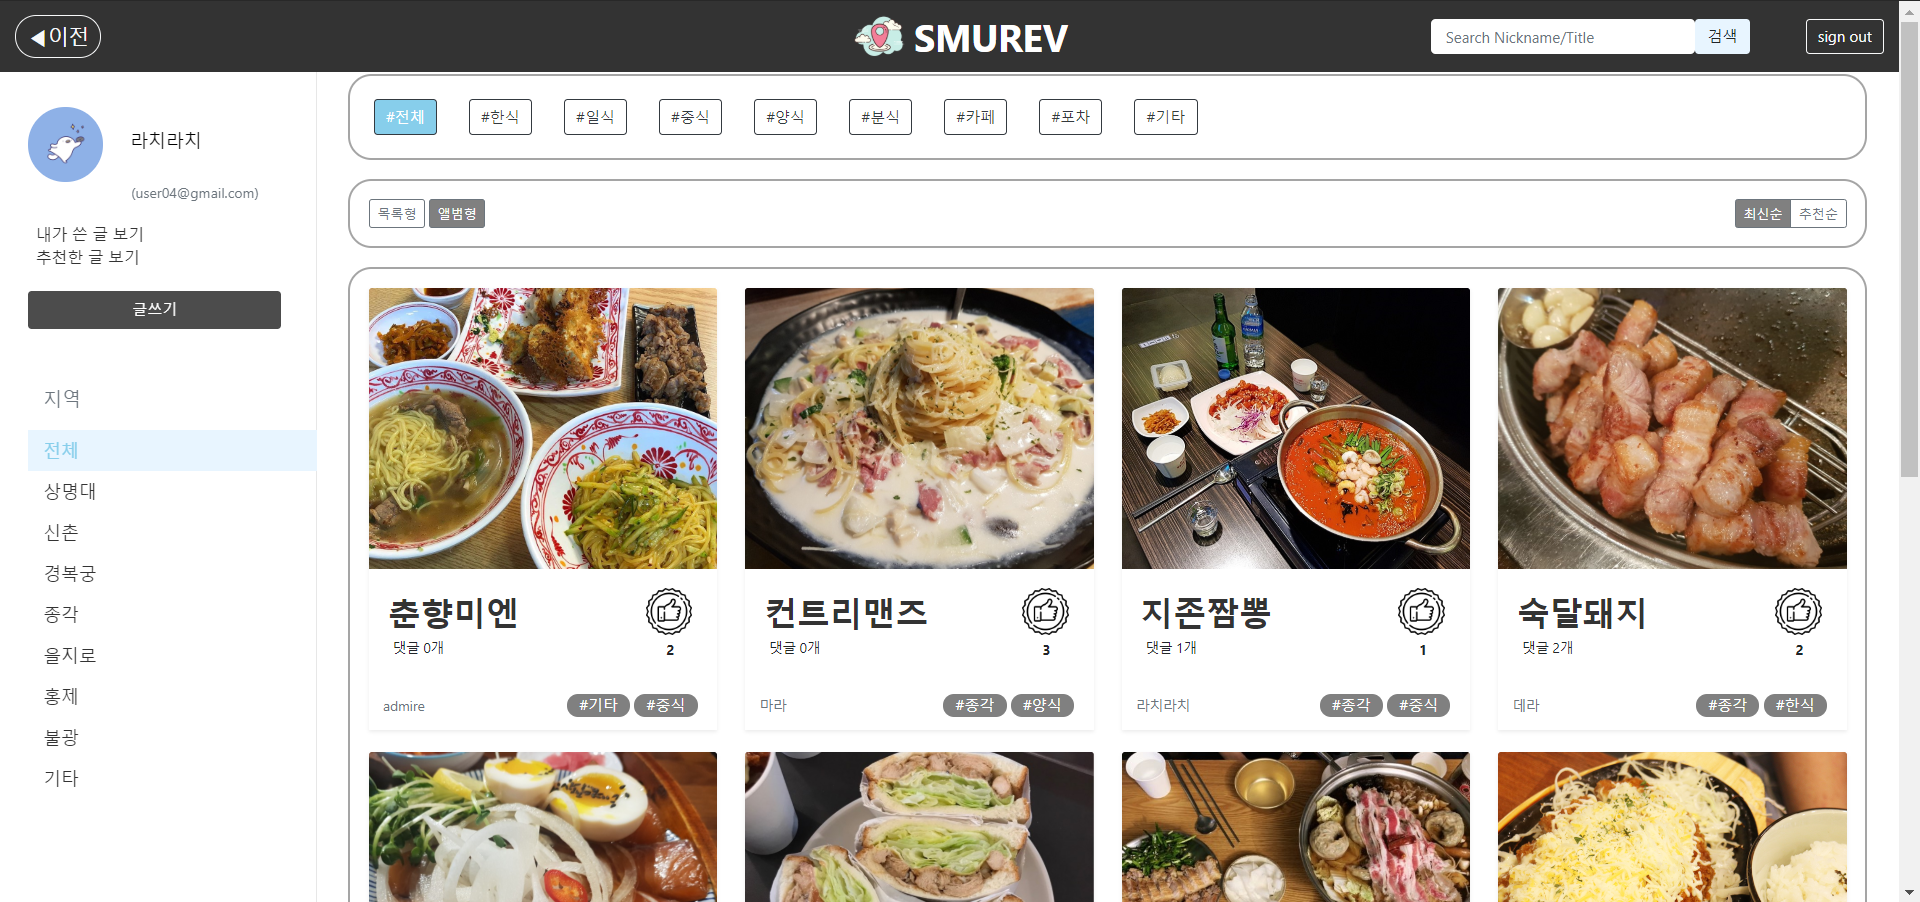 ◀이전
SMUREV
Search Nickname/Title
검색
sign out
라치라치
(user04@gmail.com)
내가 쓴 글 보기
추천한 글 보기
글쓰기
지역
전체
상명대
신촌
경복궁
종각
을지로
홍제
불광
기타
#전체 #한식 #일식 #중식 #양식 #분식 #카페 #포차 #기타
목록형 앨범형
최신순 추천순
춘향미엔
댓글 0개
2
admire
#기타 #중식
컨트리맨즈
댓글 0개
3
마라
#종각 #양식
지존짬뽕
댓글 1개
1
라치라치
#종각 #중식
숙달돼지
댓글 2개
2
데라
#종각 #한식